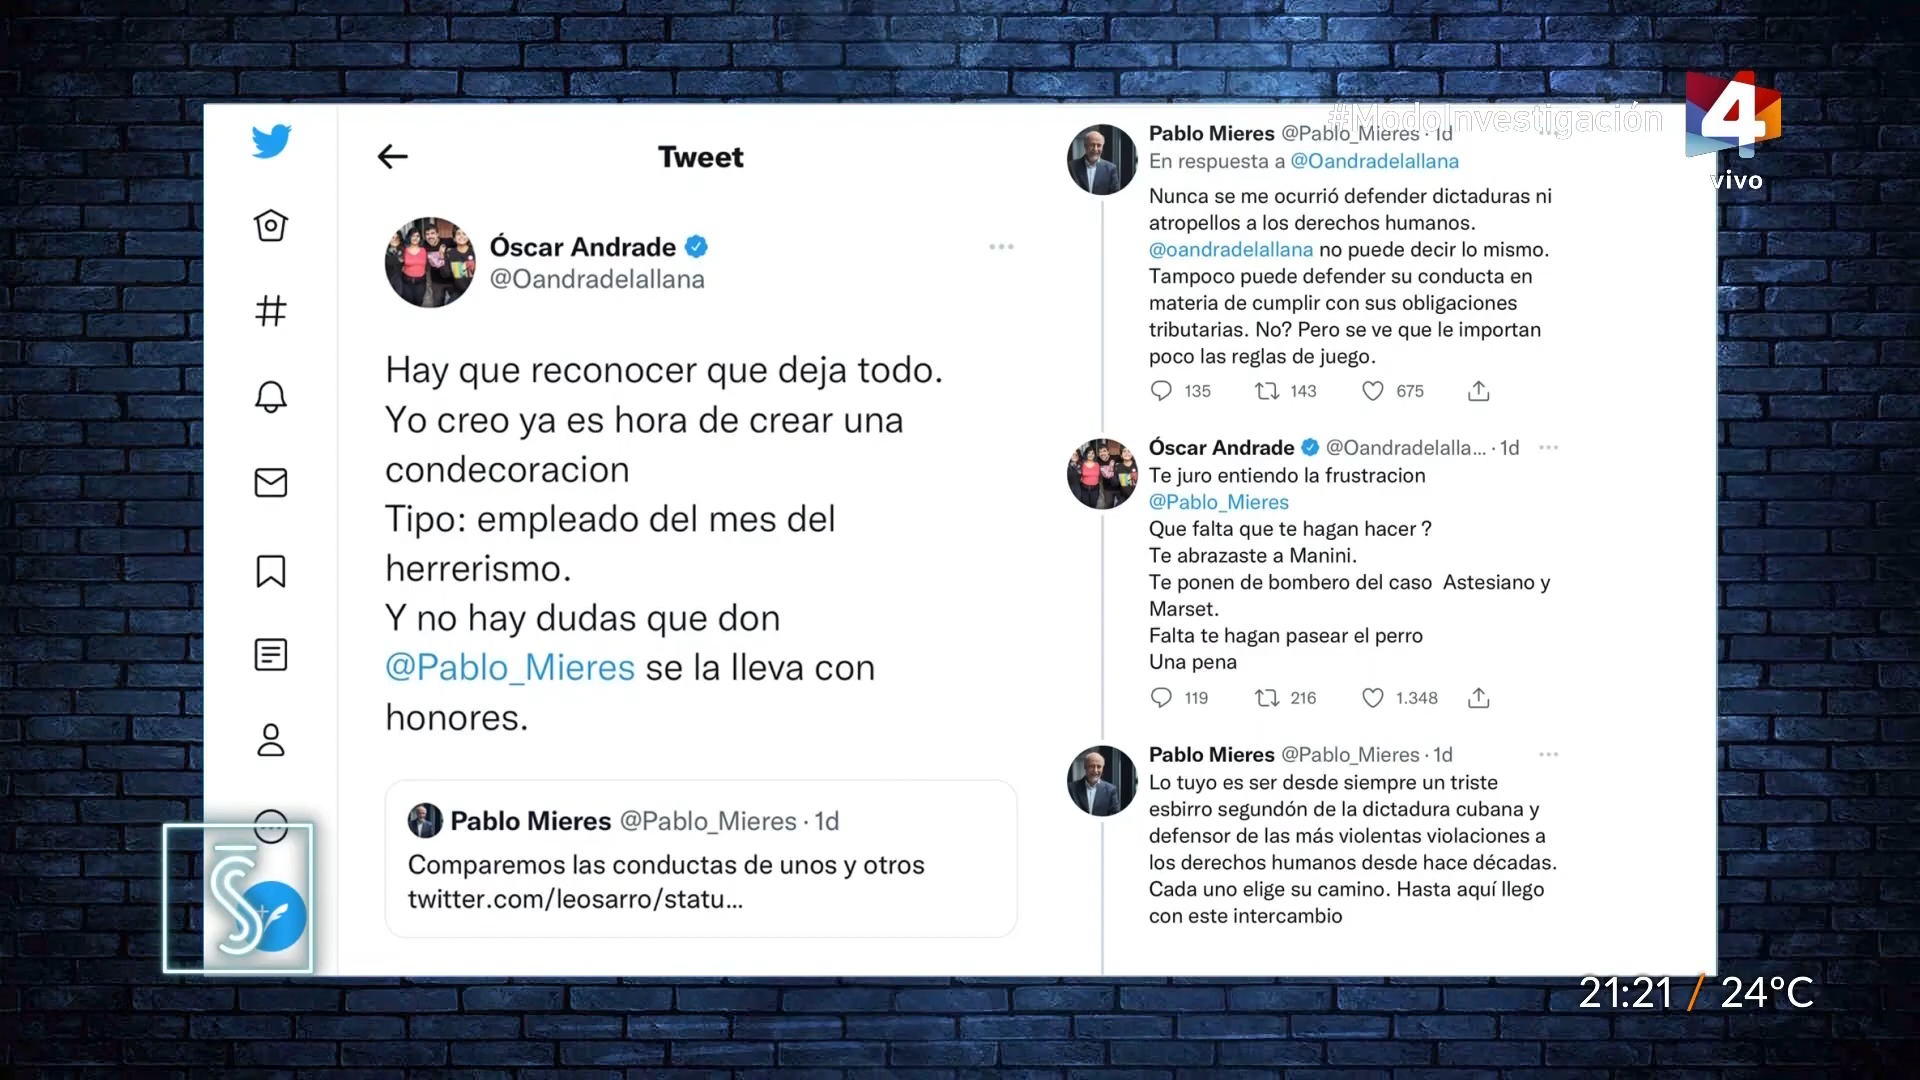 #ModoInvestigación
4
vivo
Tweet
Óscar Andrade
@Oandradelallana
Hay que reconocer que deja todo.
Yo creo ya es hora de crear una
condecoracion
Tipo: empleado del mes del
herrerismo.
Y no hay dudas que don
@Pablo_Mieres se la lleva con
honores.
Pablo Mieres @Pablo_Mieres · 1d
Comparemos las conductas de unos y otros
twitter.com/leosarro/statu...
Pablo Mieres @Pablo_Mieres · 1d
En respuesta a @Oandradelallana
Nunca se me ocurrió defender dictaduras ni
atropellos a los derechos humanos.
@oandradelallana no puede decir lo mismo.
Tampoco puede defender su conducta en
materia de cumplir con sus obligaciones
tributarias. No? Pero se ve que le importan
poco las reglas de juego.
135 143 675
Óscar Andrade @Oandradelalla... · 1d
Te juro entiendo la frustracion
@Pablo_Mieres
Que falta que te hagan hacer ?
Te abrazaste a Manini.
Te ponen de bombero del caso  Astesiano y
Marset.
Falta te hagan pasear el perro
Una pena
119 216 1.348
Pablo Mieres @Pablo_Mieres · 1d
Lo tuyo es ser desde siempre un triste
esbirro segundón de la dictadura cubana y
defensor de las más violentas violaciones a
los derechos humanos desde hace décadas.
Cada uno elige su camino. Hasta aquí llego
con este intercambio
21:21 / 24°C